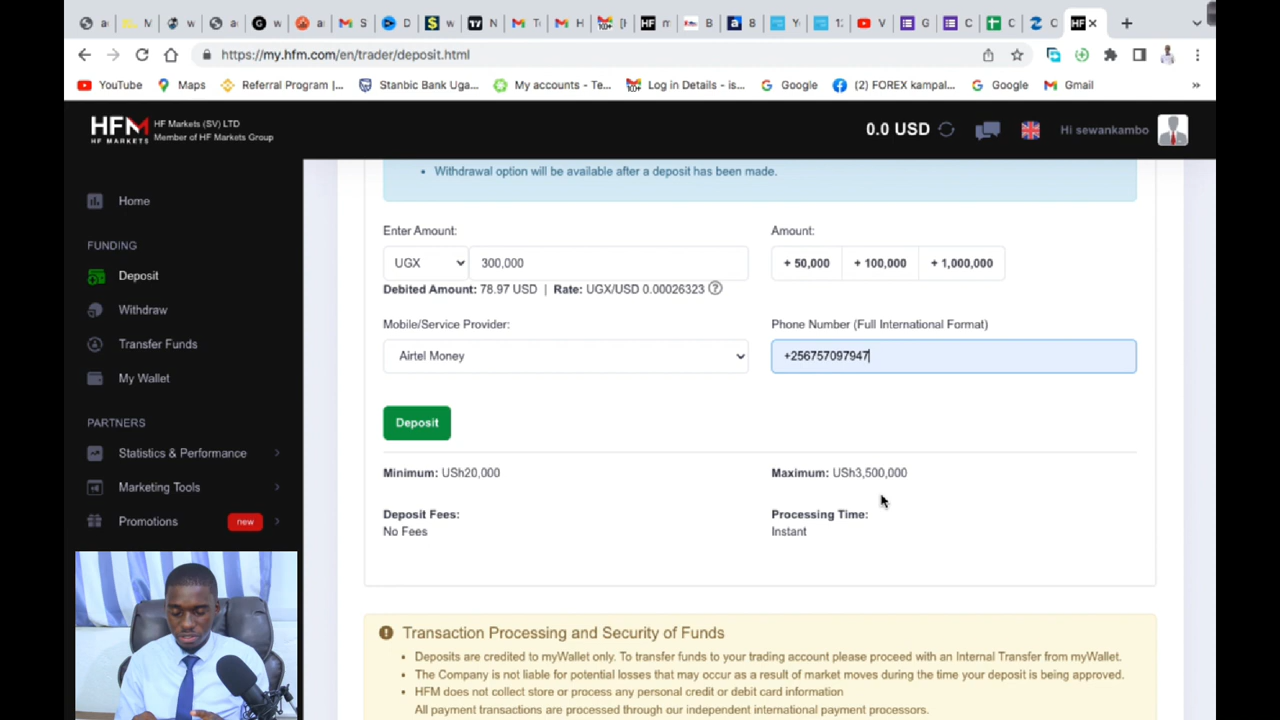 a
M
w
a
G w
a
M S
D
$ w
N
M T
M H
[
HF m
B
a 8
Y
1
V
G
C
C
C
HF
https://my.hfm.com/en/trader/deposit.html
YouTube
Maps
Referral Program |...
Stanbic Bank Uga...
My accounts - Te...
Log in Details - is...
Google
(2) FOREX kampal...
Google
Gmail
»
HFM
HF MARKETS
HF Markets (SV) LTD
Member of HF Markets Group
0.0 USD
Hi sewankambo
Home
FUNDING
Deposit
Withdraw
Transfer Funds
My Wallet
PARTNERS
Statistics & Performance
Marketing Tools
Promotions new
• Withdrawal option will be available after a deposit has been made.
Enter Amount:
Amount:
UGX
300,000
+ 50,000
+ 100,000
+ 1,000,000
Debited Amount: 78.97 USD | Rate: UGX/USD 0.00026323
Mobile/Service Provider:
Phone Number (Full International Format)
Airtel Money
+256757097947
Deposit
Minimum: USh20,000
Maximum: USh3,500,000
Deposit Fees:
Processing Time:
No Fees
Instant
Transaction Processing and Security of Funds
• Deposits are credited to myWallet only. To transfer funds to your trading account please proceed with an Internal Transfer from myWallet.
• The Company is not liable for potential losses that may occur as a result of market moves during the time your deposit is being approved.
• HFM does not collect store or process any personal credit or debit card information
All payment transactions are processed through our independent international payment processors.